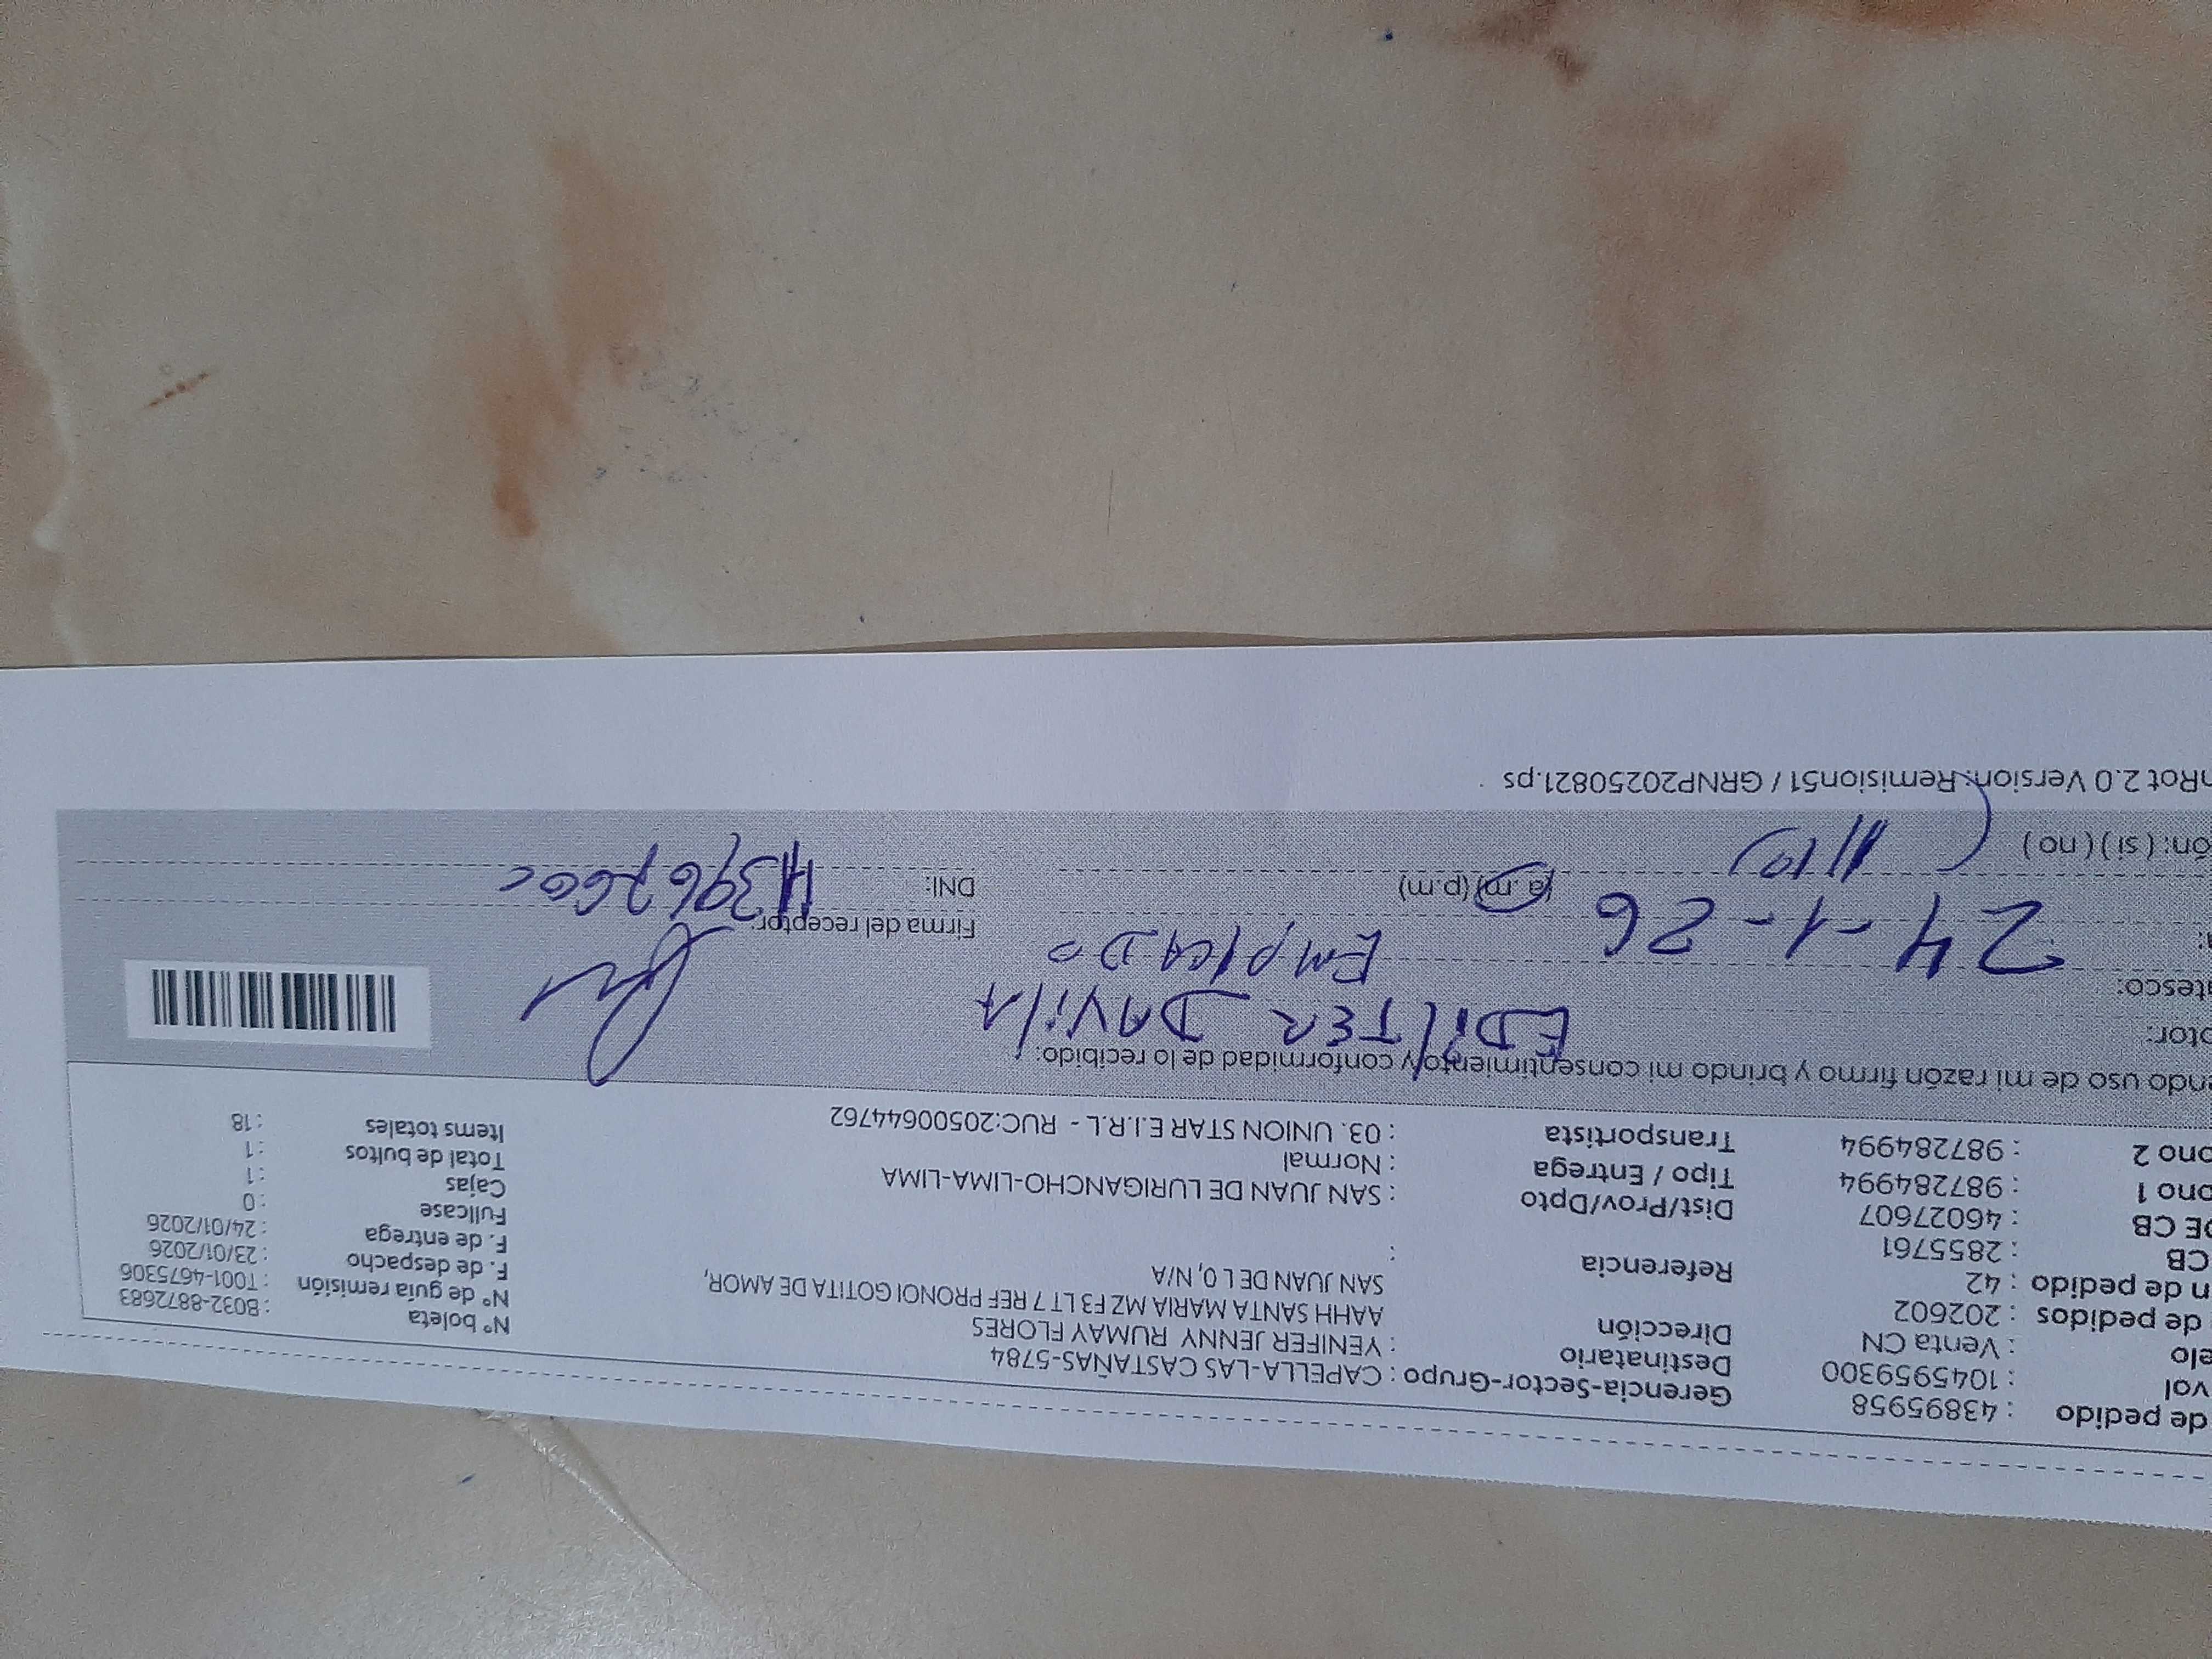 de pedido : 43895958 Gerencia-Sector-Grupo : CAPELLA-LAS CASTAÑAS-5784 Nº boleta : B032-8872683
vol : 1045959300 Destinatario : YENIFER JENNY RUMAY FLORES Nº de guía remisión : T001-4675306
elo : Venta CN Dirección AAHH SANTA MARIA MZ F3 LT 7 REF PRONOI GOTITA DE AMOR, F. de despacho : 23/01/2026
de pedidos : 202602 SAN JUAN DE L 0, N/A F. de entrega : 24/01/2026
n de pedido : 42 Referencia : Fullcase : 0
CB : 2855761 Dist/Prov/Dpto : SAN JUAN DE LURIGANCHO-LIMA-LIMA Cajas : 1
DE CB : 46027607 Tipo / Entrega : Normal Total de bultos : 1
ono 1 : 987284994 Transportista : 03. UNION STAR E.I.R.L - RUC:20500644762 Items totales : 18
ono 2 : 987284994
endo uso de mi razón firmo y brindo mi consentimiento y conformidad de lo recibido:
ptor: EDilTER DAVilA
tesco: EmplEADO
24-1-26 Firma del receptor:
(a.m) (p.m) DNI:
ón: ( si ) ( no )
nRot 2.0 Version: Remision51 / GRNP20250821.ps